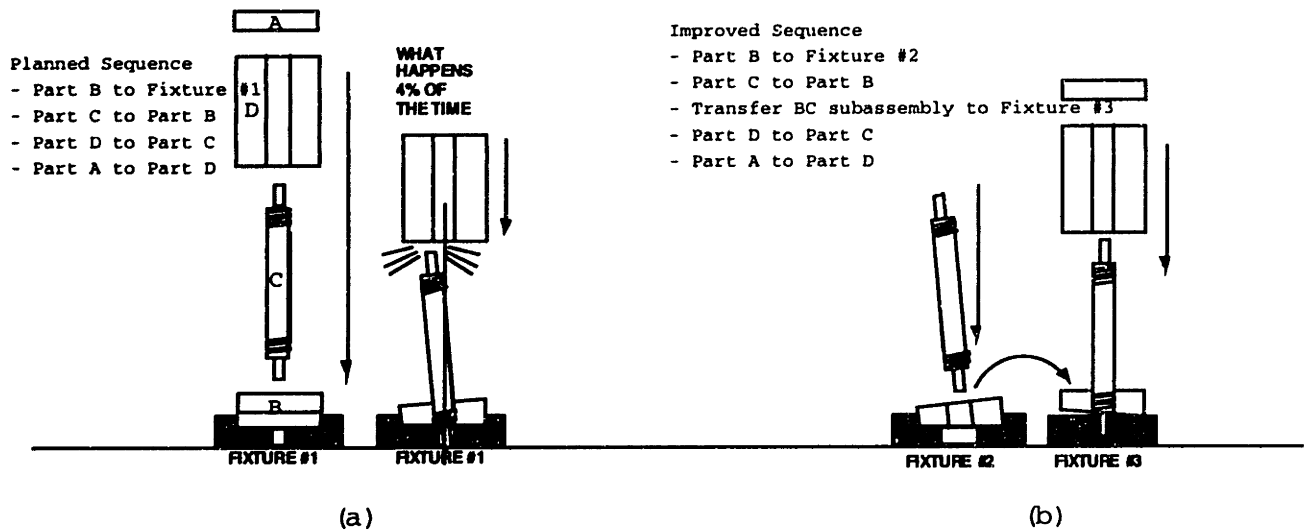 A
Planned Sequence
- Part B to Fixture #1
- Part C to Part B
- Part D to Part C
- Part A to Part D
D
C
B
FIXTURE #1
WHAT
HAPPENS
4% OF
THE TIME
FIXTURE #1
(a)
Improved Sequence
- Part B to Fixture #2
- Part C to Part B
- Transfer BC subassembly to Fixture #3
- Part D to Part C
- Part A to Part D
FIXTURE #2
FIXTURE #3
(b)